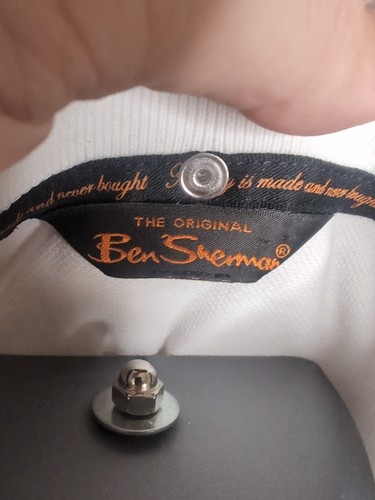 and never bought is made and never bought
THE ORIGINAL
Ben Sherman®